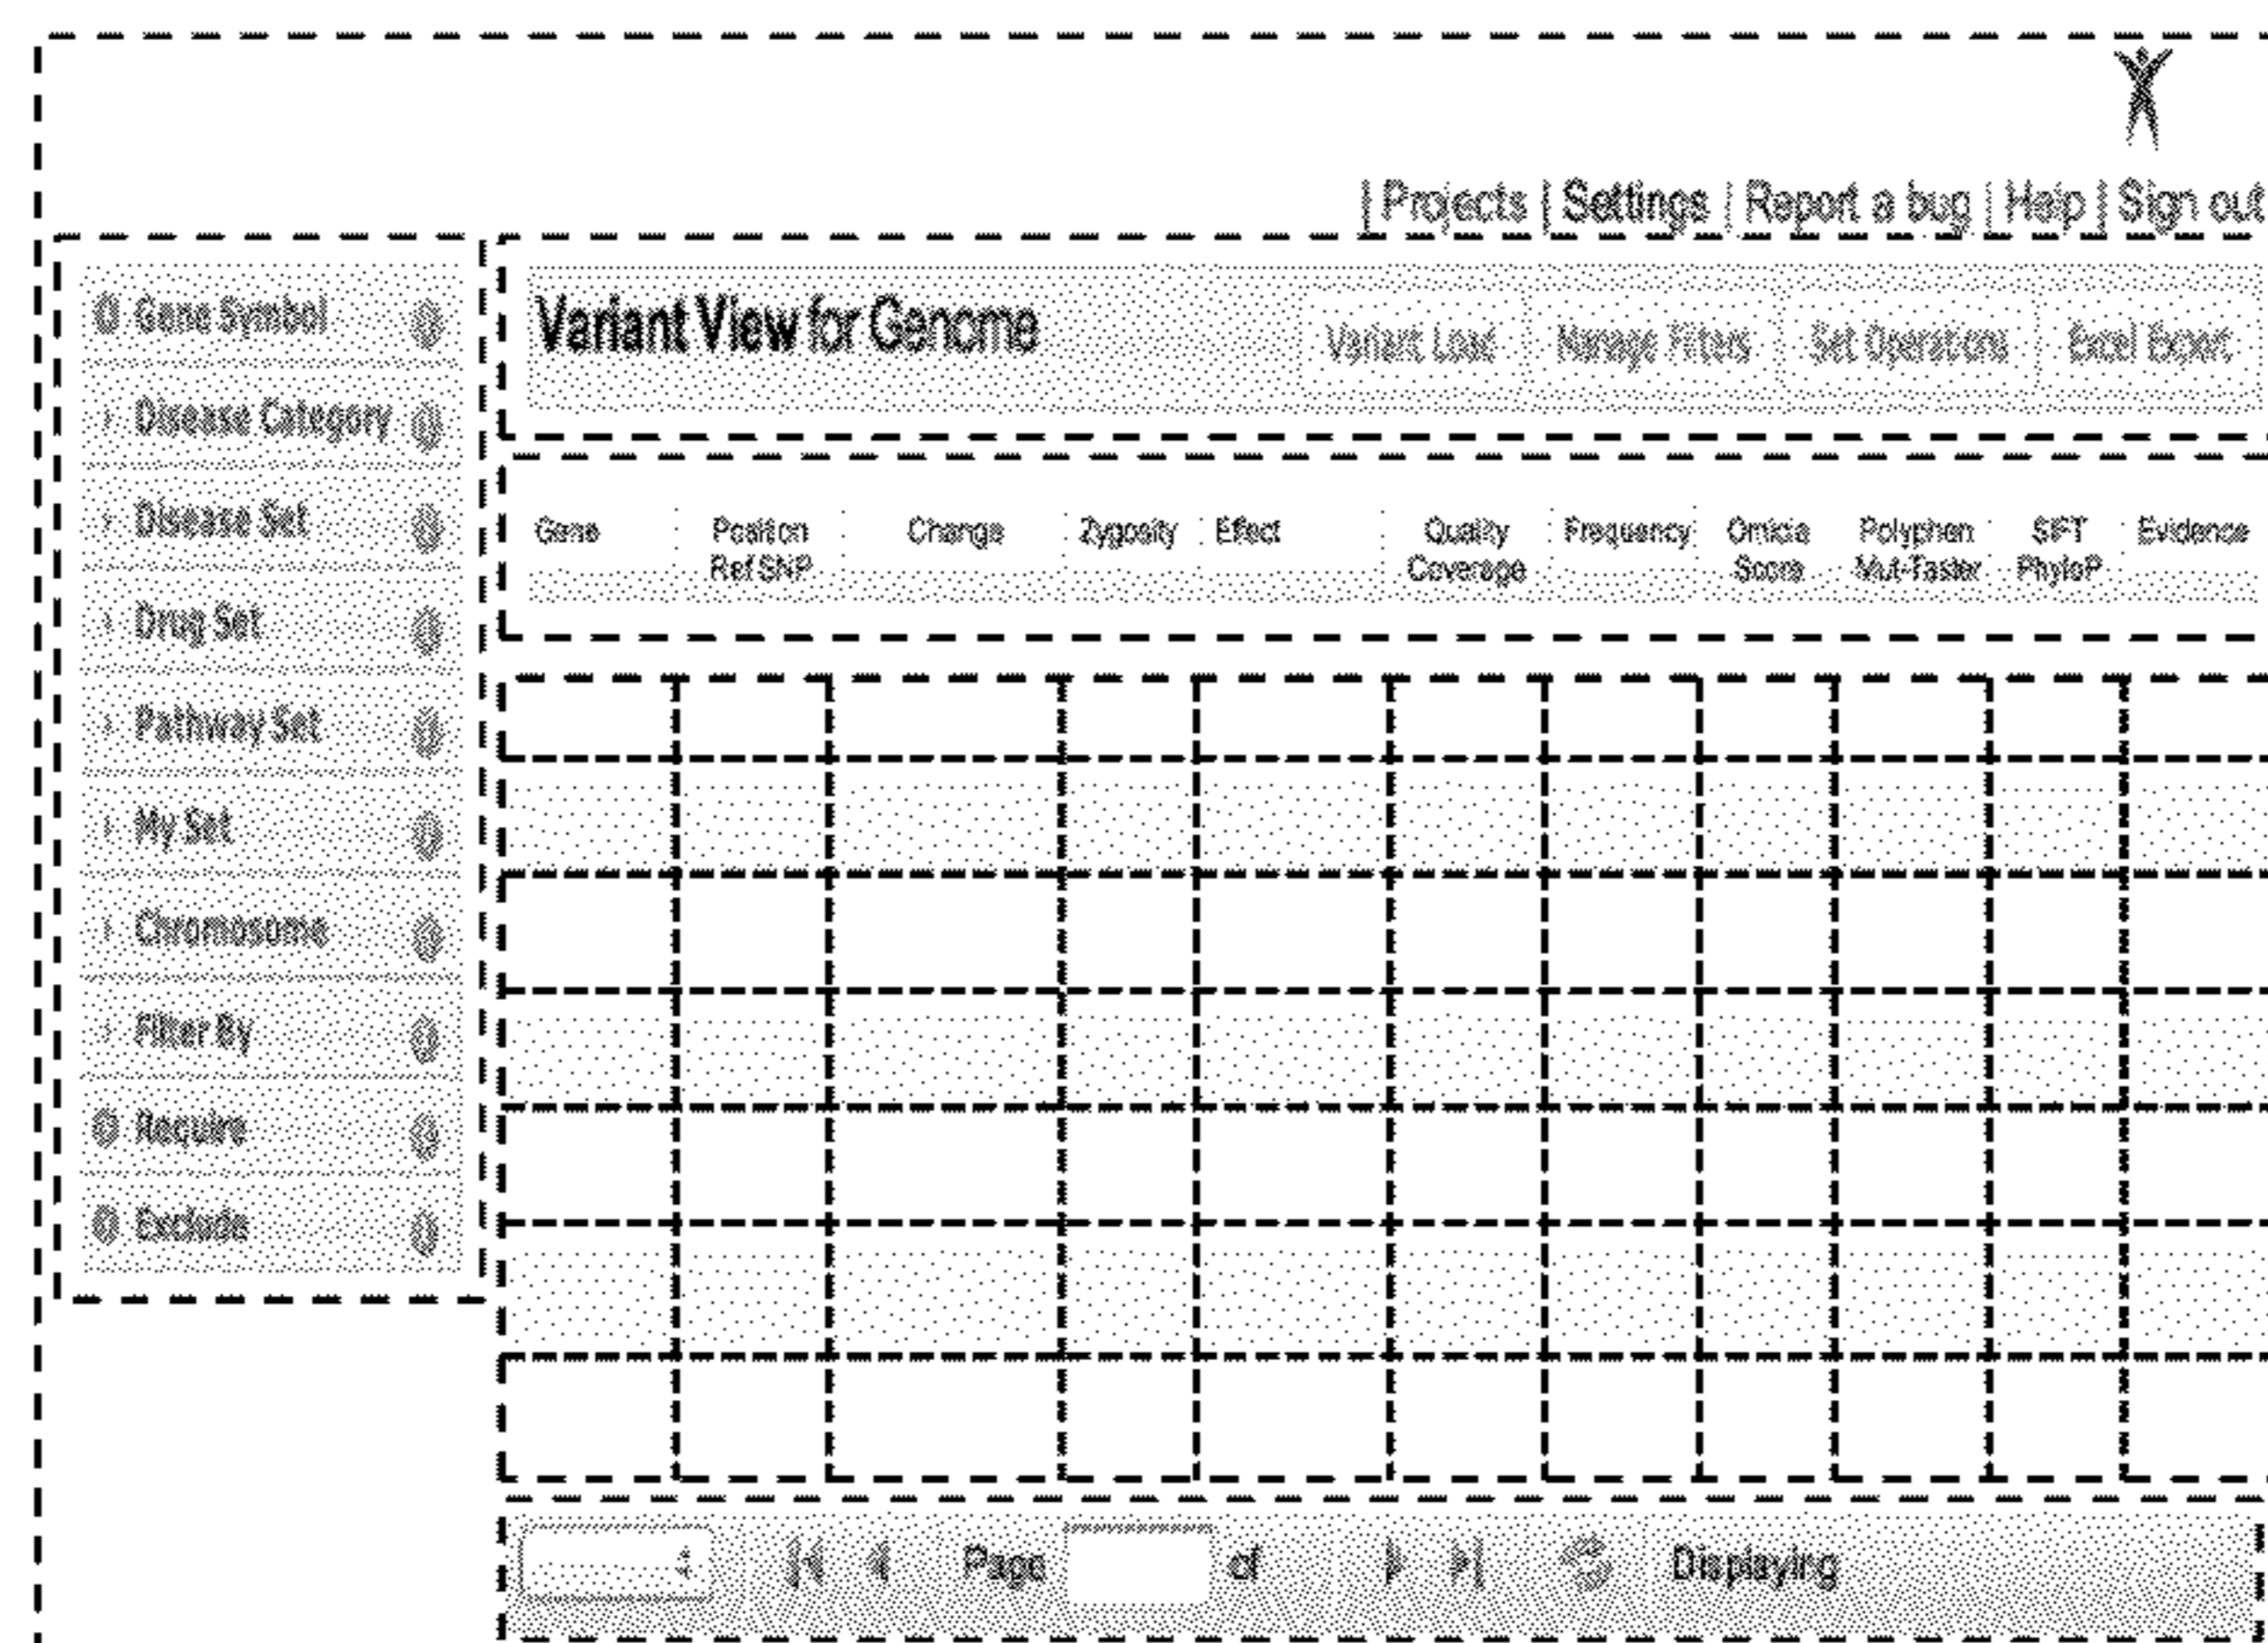 | Projects | Settings | Report a bug | Help | Sign out
Gene Symbol
Disease Category
Disease Set
Drug Set
Pathway Set
My Set
Chromosome
Filter By
Require
Exclude
Variant View for Genome
Variant Load Manage Filters Set Operations Excel Export
Gene Position Change Zygosity Effect Quality Frequency Omicia Polyphen SIFT Evidence
Ref SNP Coverage Score Mut-Taster PhyloP
Page of Displaying